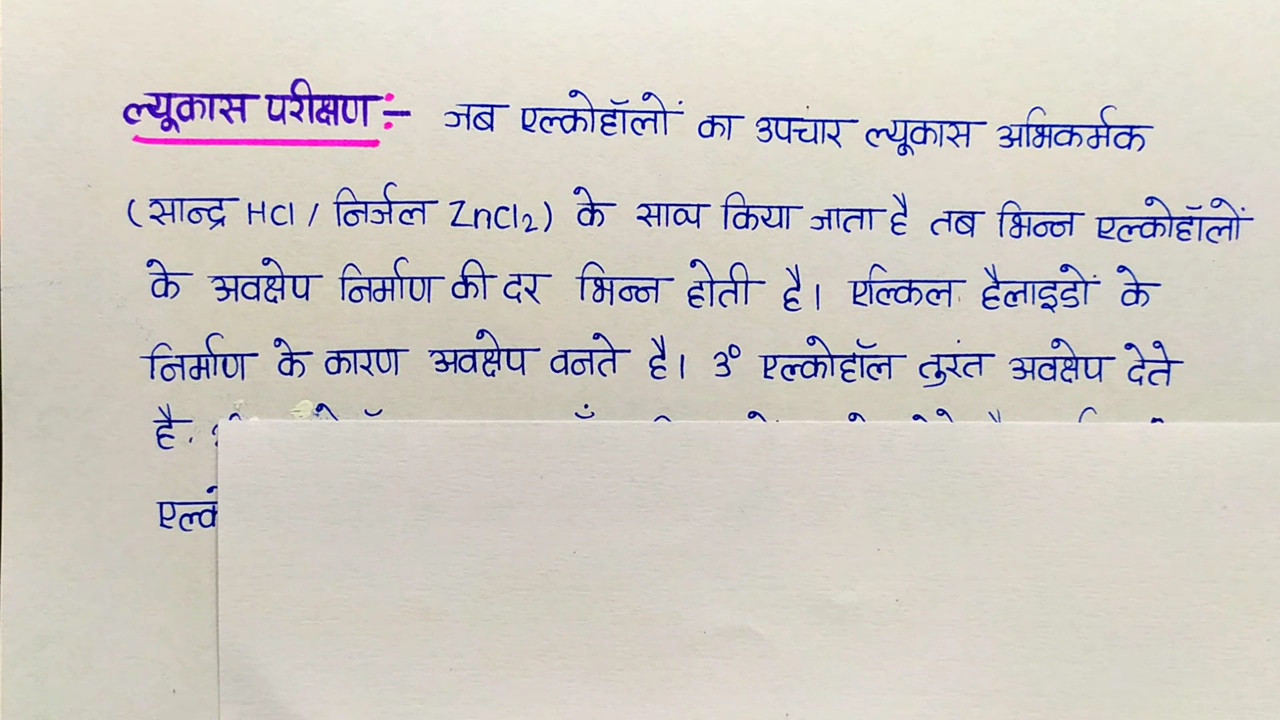 ल्यूकास परीक्षण:- जब एल्कोहॉलों का उपचार ल्यूकास अभिकर्मक
(सान्द्र HCl / निर्जल ZnCl₂) के साथ किया जाता है तब भिन्न एल्कोहॉलों
के अवक्षेप निर्माण की दर भिन्न होती है। एल्किल हैलाइडों के
निर्माण के कारण अवक्षेप बनते है। 3° एल्कोहॉल तुरंत अवक्षेप देते
है.